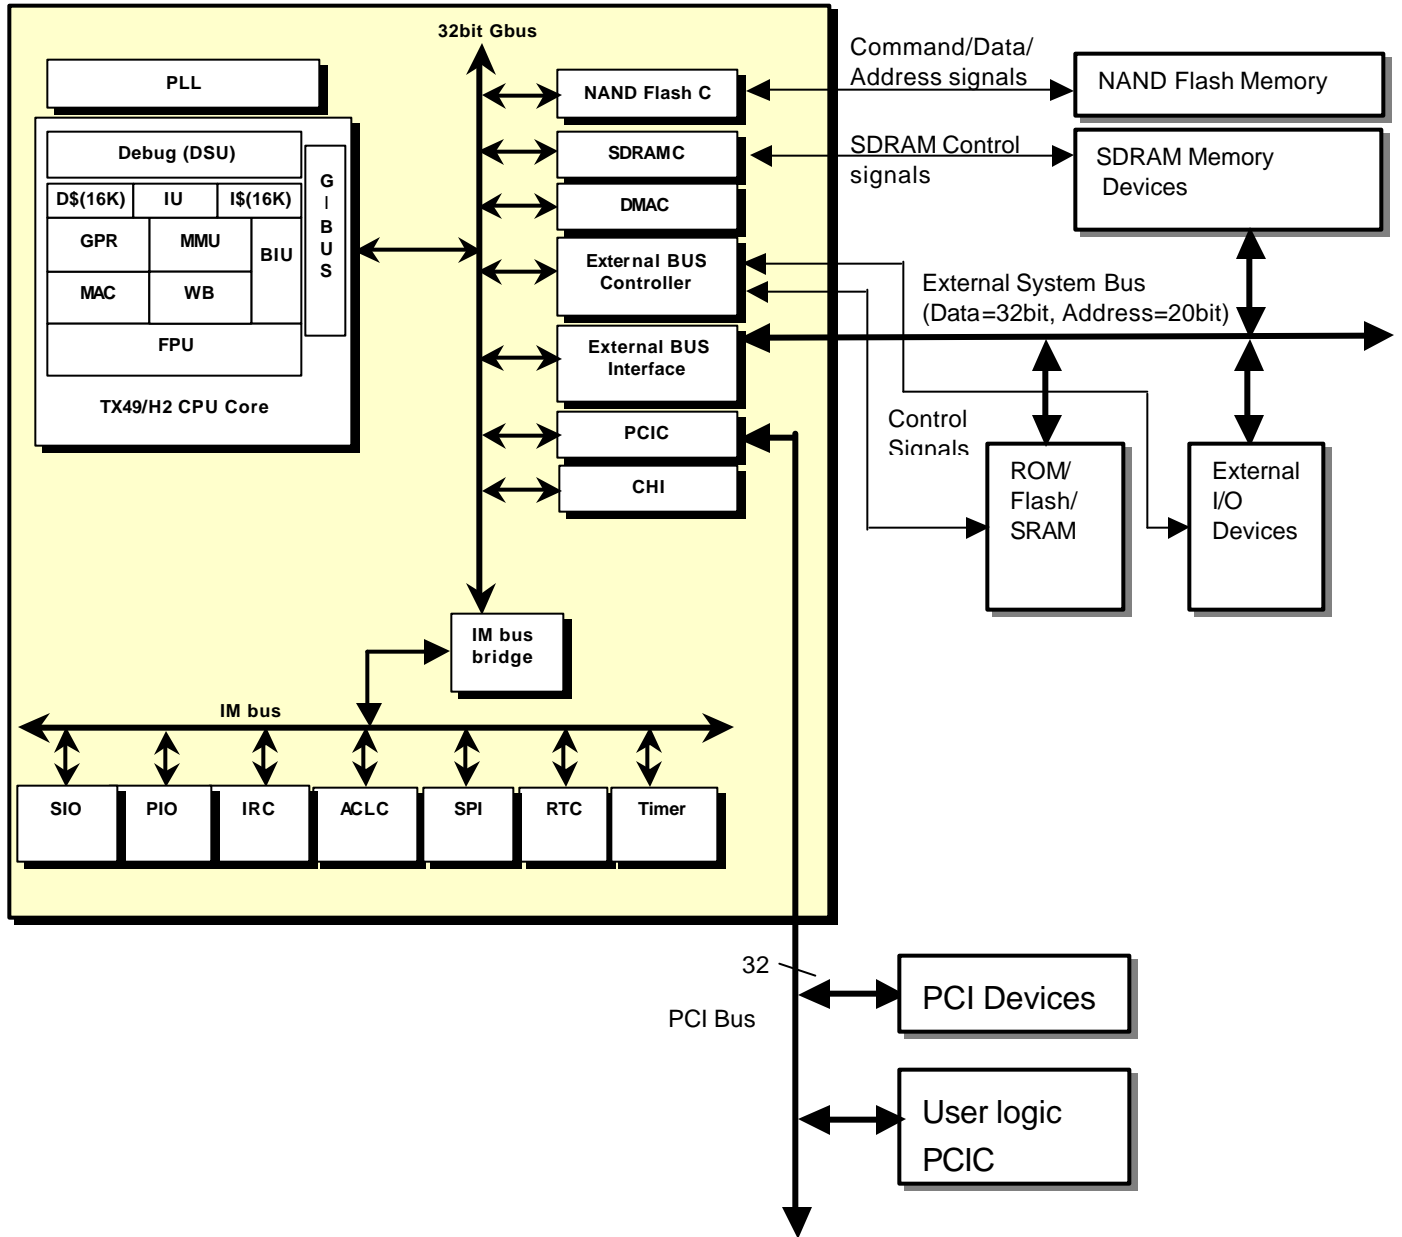 32bit Gbus
PLL
Debug (DSU)
D$(16K)
IU
I$(16K)
GPR
MMU
BIU
MAC
WB
FPU
G
I
B
U
S
TX49/H2 CPU Core
NAND Flash C
SDRAMC
DMAC
External BUS
Controller
External BUS
Interface
PCIC
CHI
Command/Data/
Address signals
NAND Flash Memory
SDRAM Control
signals
SDRAM Memory
Devices
External System Bus
(Data=32bit, Address=20bit)
Control
Signals
ROM/
Flash/
SRAM
External
I/O
Devices
IM bus
bridge
IM bus
SIO
PIO
IRC
ACLC
SPI
RTC
Timer
32
PCI Bus
PCI Devices
User logic
PCIC